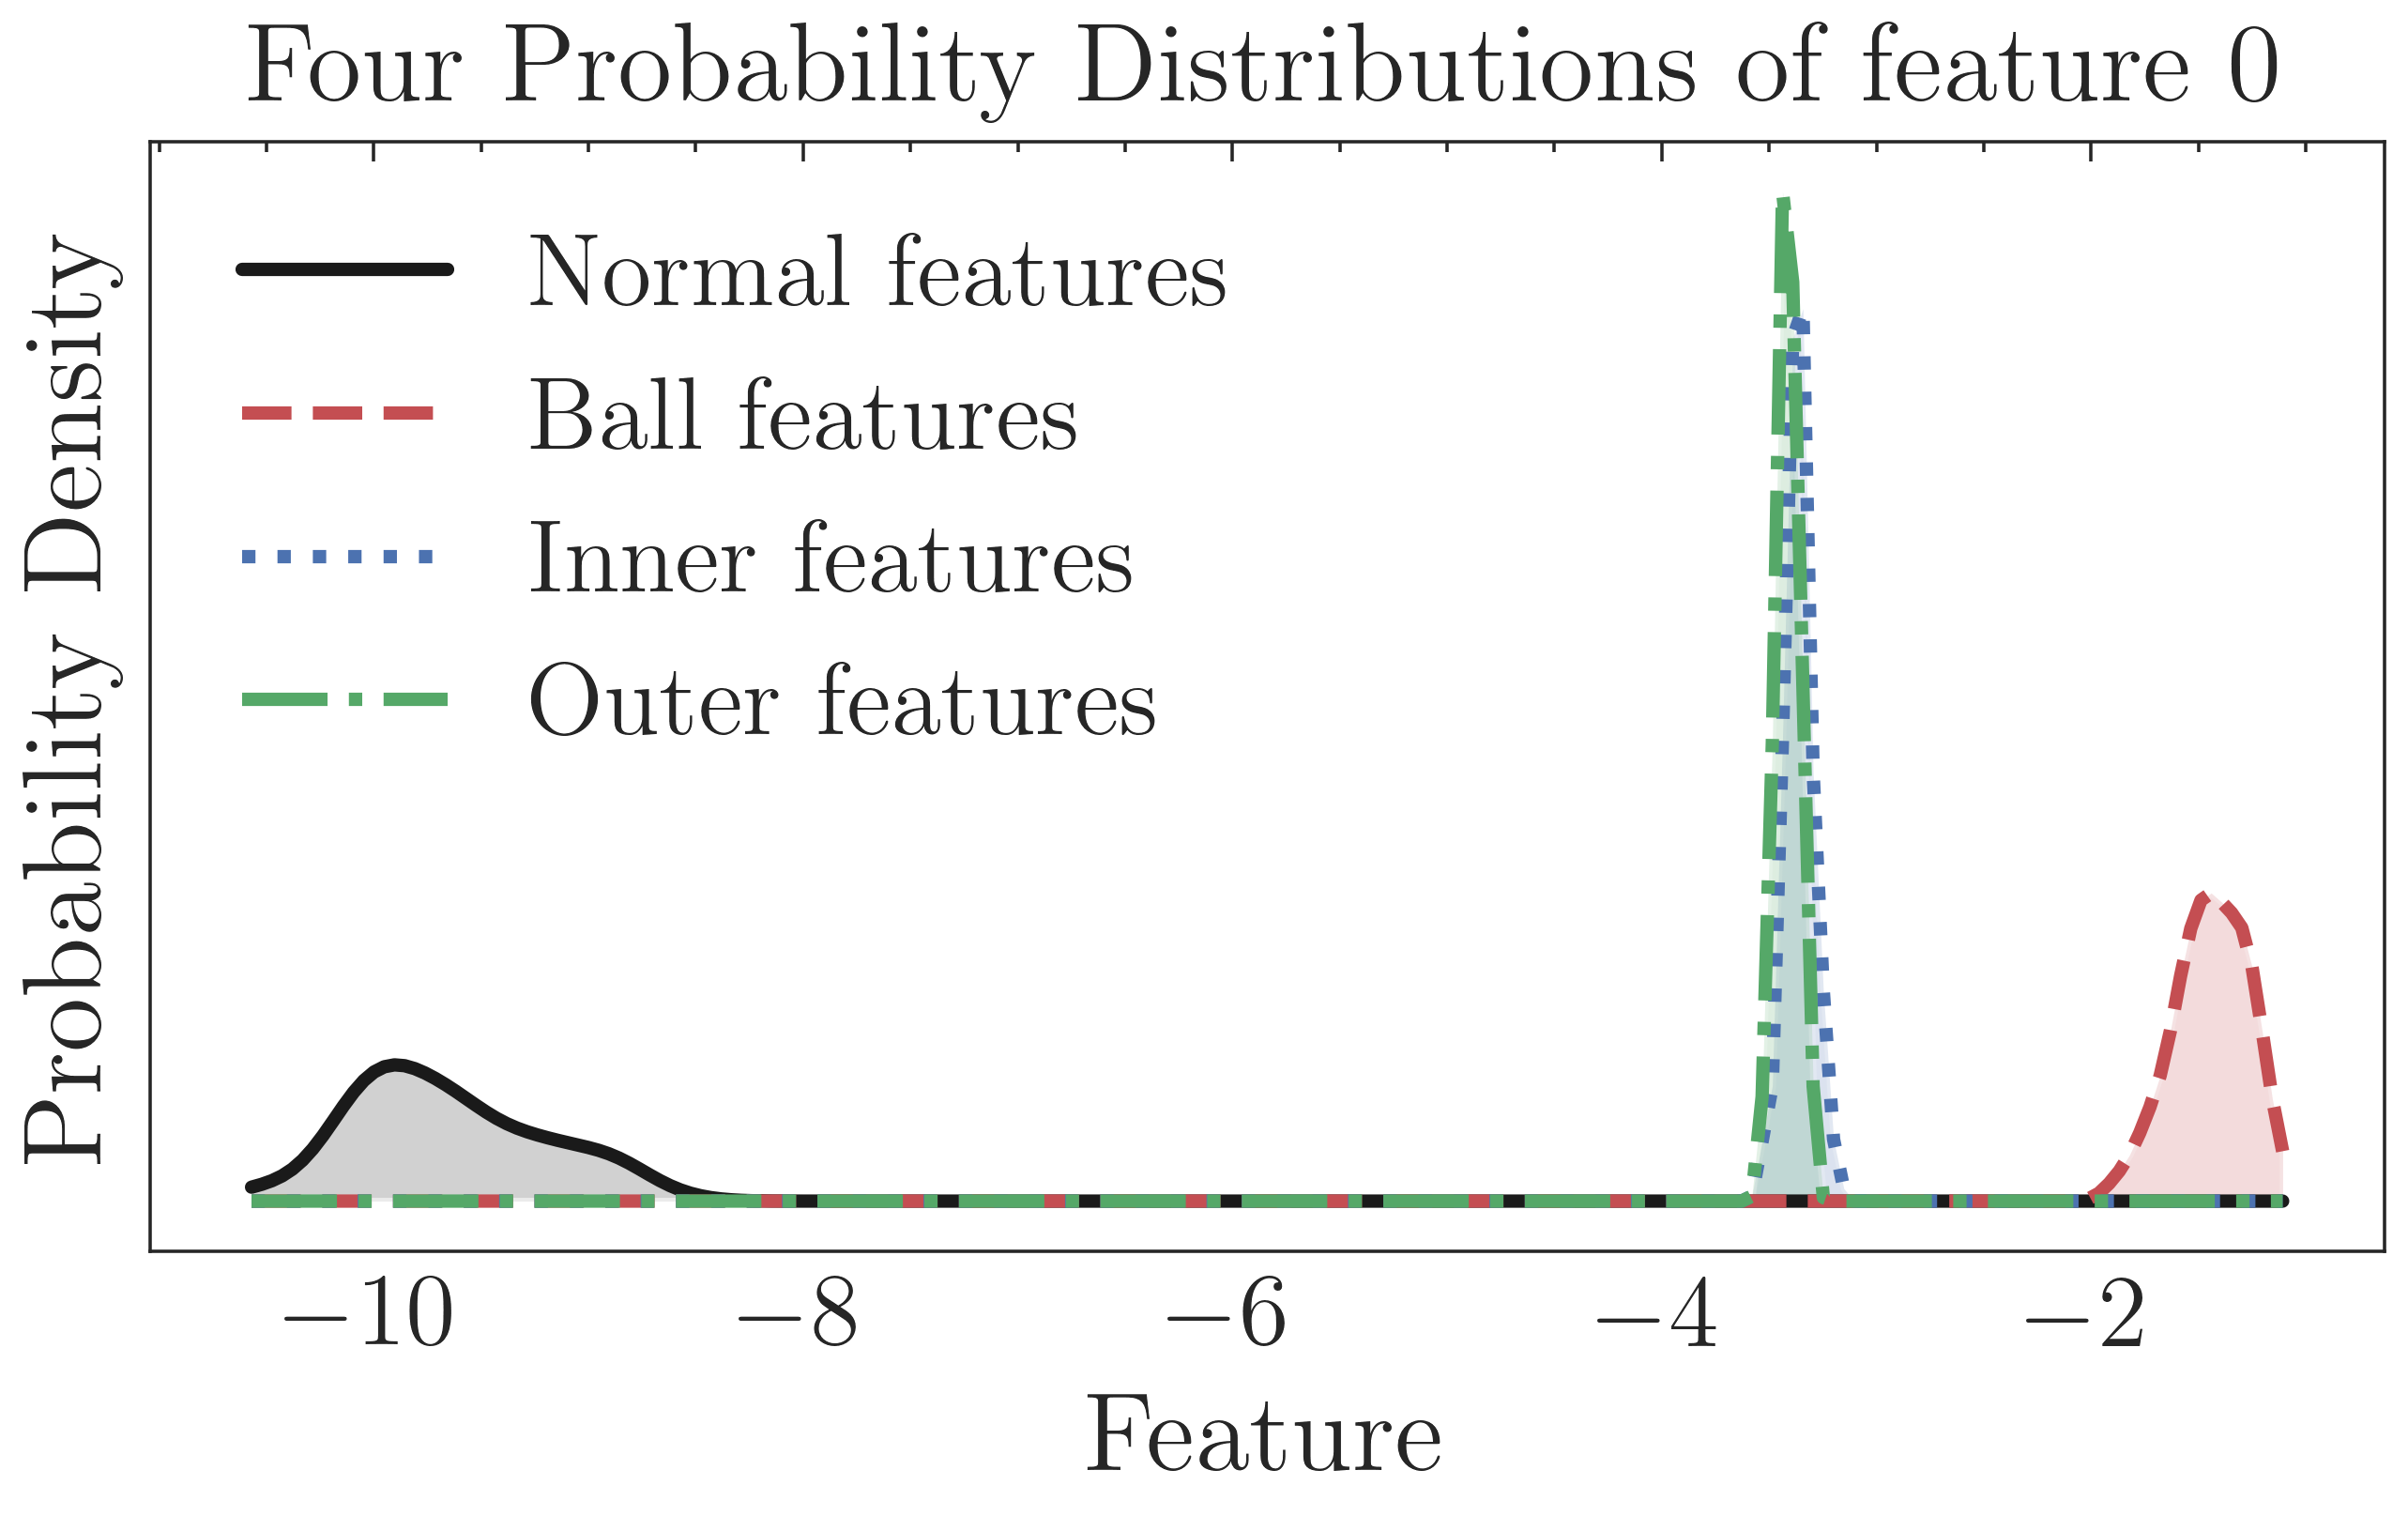 Four Probability Distributions of feature 0
Probability Density
Normal features
Ball features
Inner features
Outer features
−10 −8 −6 −4 −2
Feature